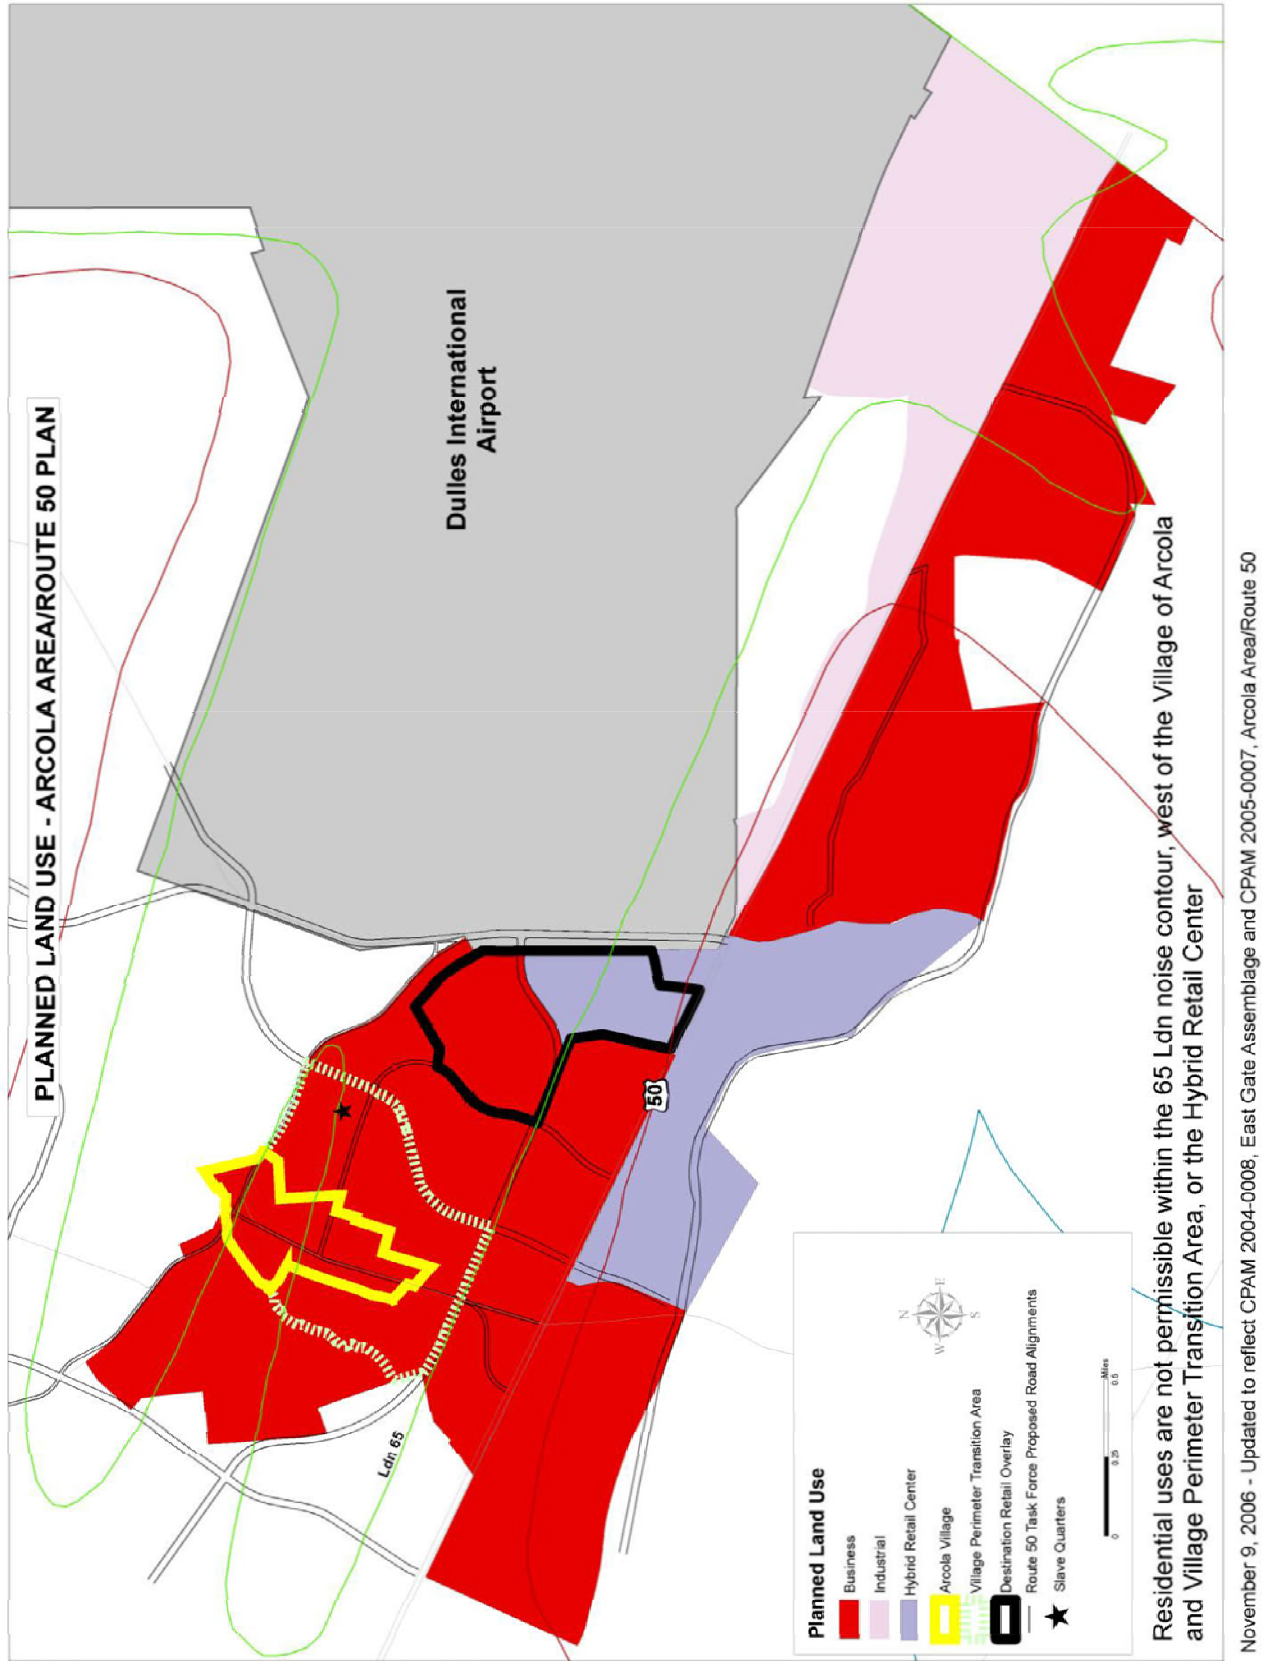 PLANNED LAND USE - ARCOLA AREA/ROUTE 50 PLAN
Dulles International
Airport
50
Ldn 65
Planned Land Use
Business
Industrial
Hybrid Retail Center
Arcola Village
Village Perimeter Transition Area
Destination Retail Overlay
Route 50 Task Force Proposed Road Alignments
Slave Quarters
N
W
E
S
Miles
0
0.25
0.5
Residential uses are not permissible within the 65 Ldn noise contour, west of the Village of Arcola
and Village Perimeter Transition Area, or the Hybrid Retail Center
November 9, 2006 - Updated to reflect CPAM 2004-0008, East Gate Assemblage and CPAM 2005-0007, Arcola Area/Route 50